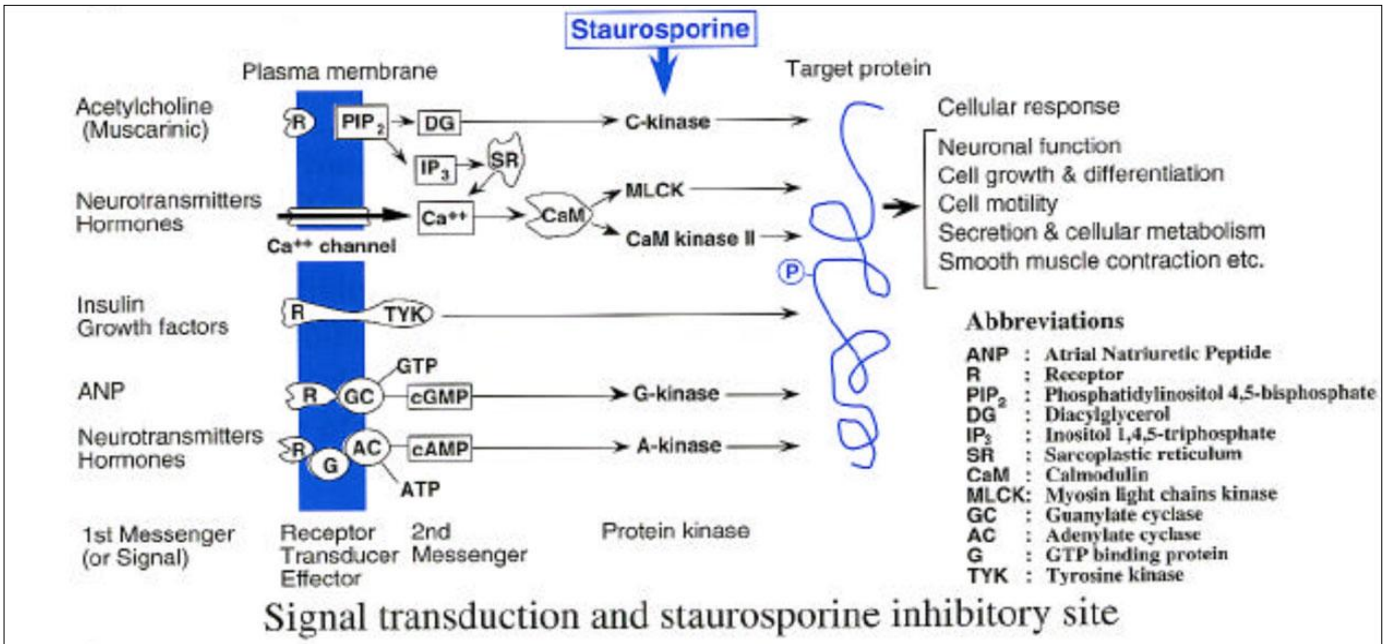 Staurosporine
Plasma membrane
Target protein
Acetylcholine
(Muscarinic)
R
PIP2
DG
C-kinase
Cellular response
IP3
SR
Neuronal function
Cell growth & differentiation
Cell motility
Secretion & cellular metabolism
Smooth muscle contraction etc.
Neurotransmitters
Hormones
Ca++
CaM
MLCK
CaM kinase II
Ca++ channel
P
Insulin
Growth factors
R
TYK
ANP
R
GC
GTP
cGMP
G-kinase
Neurotransmitters
Hormones
R
G
AC
cAMP
A-kinase
ATP
Abbreviations
ANP : Atrial Natriuretic Peptide
R : Receptor
PIP2 : Phosphatidylinositol 4,5-bisphosphate
DG : Diacylglycerol
IP3 : Inositol 1,4,5-triphosphate
SR : Sarcoplastic reticulum
CaM : Calmodulin
MLCK: Myosin light chains kinase
GC : Guanylate cyclase
AC : Adenylate cyclase
G : GTP binding protein
TYK : Tyrosine kinase
1st Messenger
(or Signal)
Receptor
Transducer
Effector
2nd
Messenger
Protein kinase
Signal transduction and staurosporine inhibitory site